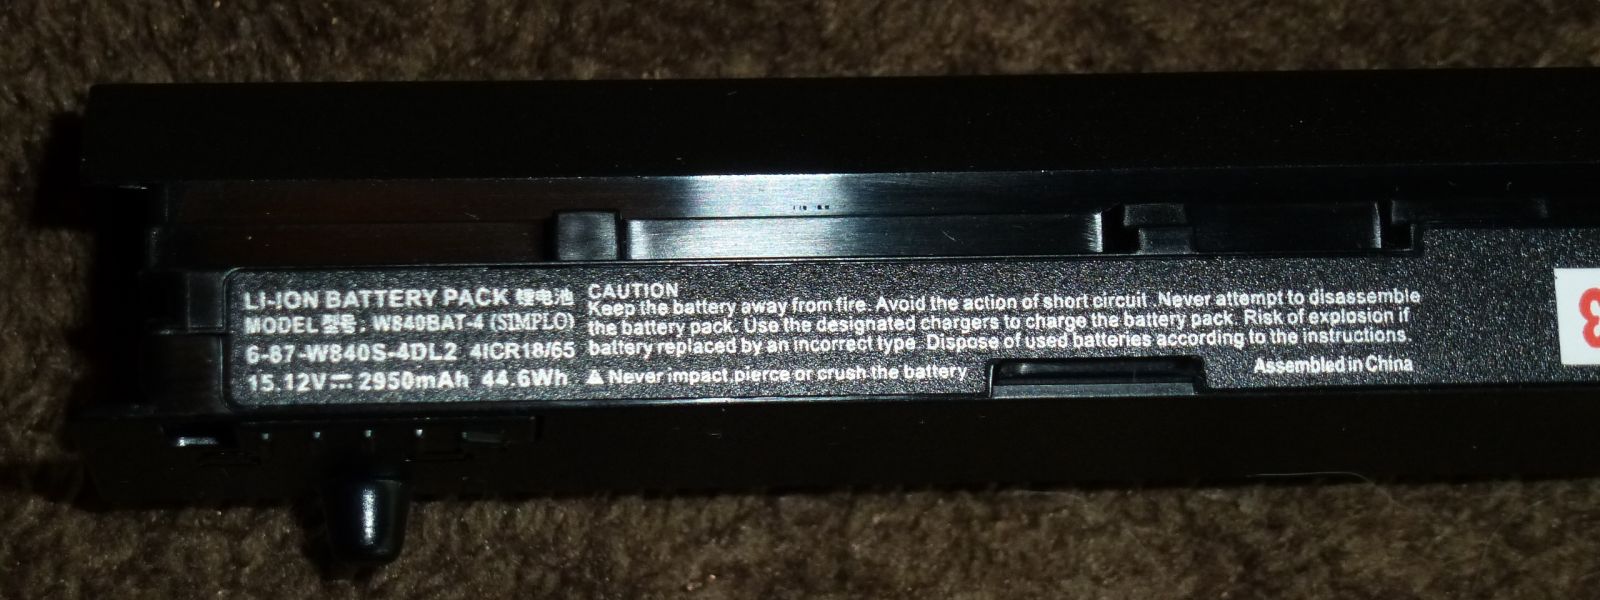 LI-ION BATTERY PACK 锂电池
MODEL 型号: W840BAT-4 (SIMPLO)
6-87-W840S-4DL2 4ICR18/65
15.12V⎓2950mAh 44.6Wh
CAUTION
Keep the battery away from fire. Avoid the action of short circuit. Never attempt to disassemble
the battery pack. Use the designated chargers to charge the battery pack. Risk of explosion if
battery replaced by an incorrect type. Dispose of used batteries according to the instructions.
⚠ Never impact,pierce or crush the battery
Assembled in China